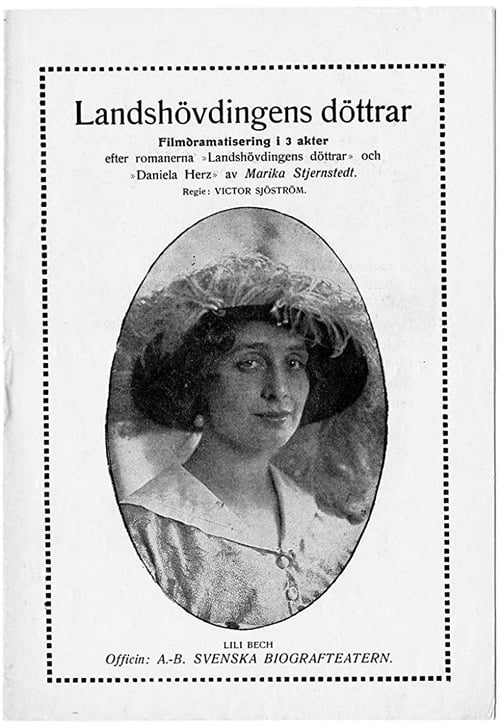 Landshövdingens döttrar
Filmdramatisering i 3 akter
efter romanerna »Landshövdingens döttrar» och
»Daniela Herz» av Marika Stjernstedt.
Regie: VICTOR SJÖSTRÖM.
LILI BECH
Officin: A.-B. SVENSKA BIOGRAFTEATERN.